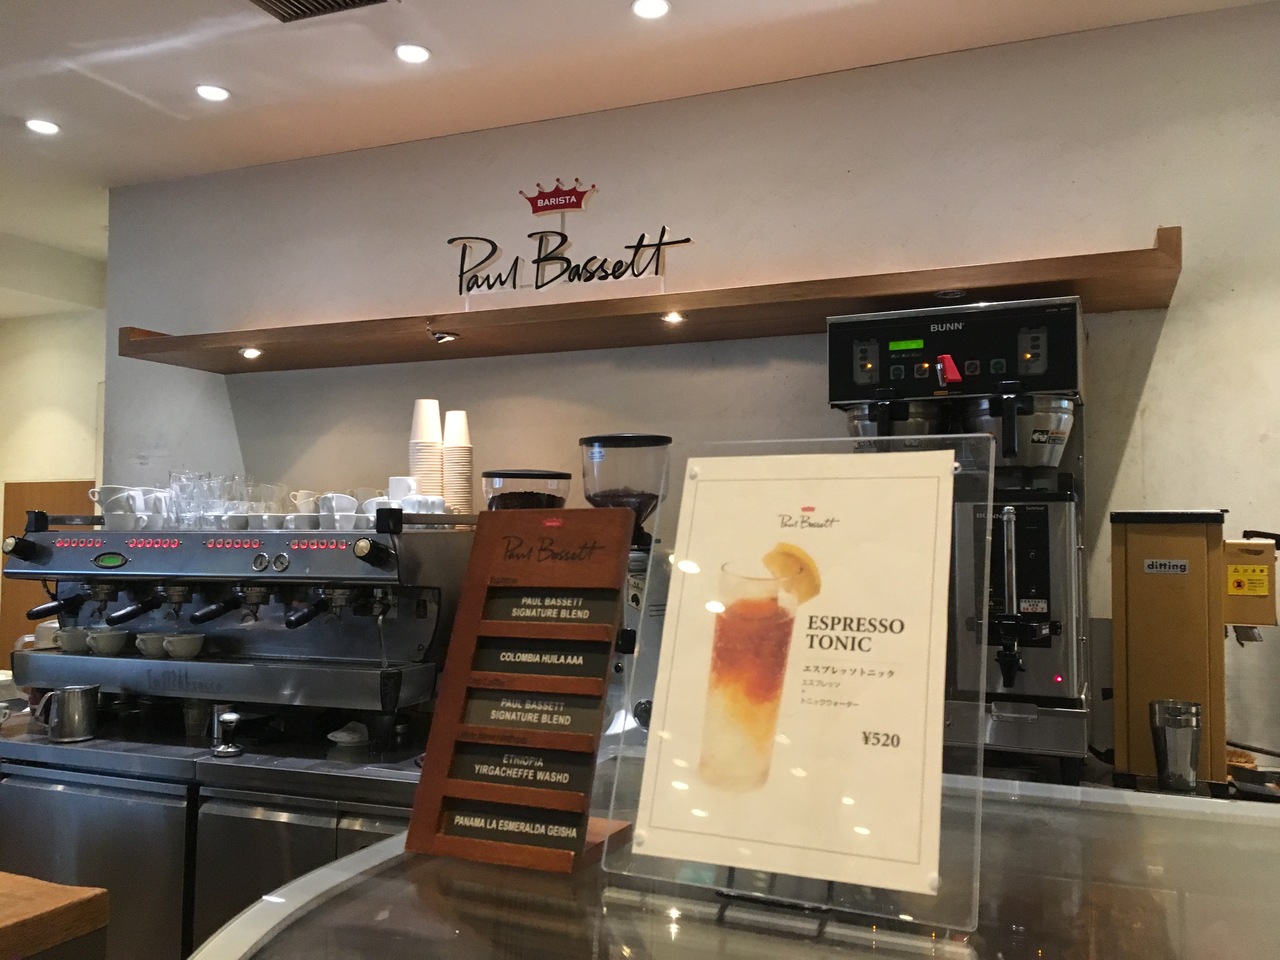 BARISTA
Paul Bassett
BUNN
ditting
Paul Bassett
PAUL BASSETT
SIGNATURE BLEND
COLOMBIA HUILA AAA
PAUL BASSETT
SIGNATURE BLEND
ETHIOPIA
YIRGACHEFFE WASHD
PANAMA LA ESMERALDA GEISHA
Paul Bassett
ESPRESSO
TONIC
エスプレッソトニック
エスプレッソ
+
トニックウォーター
¥520